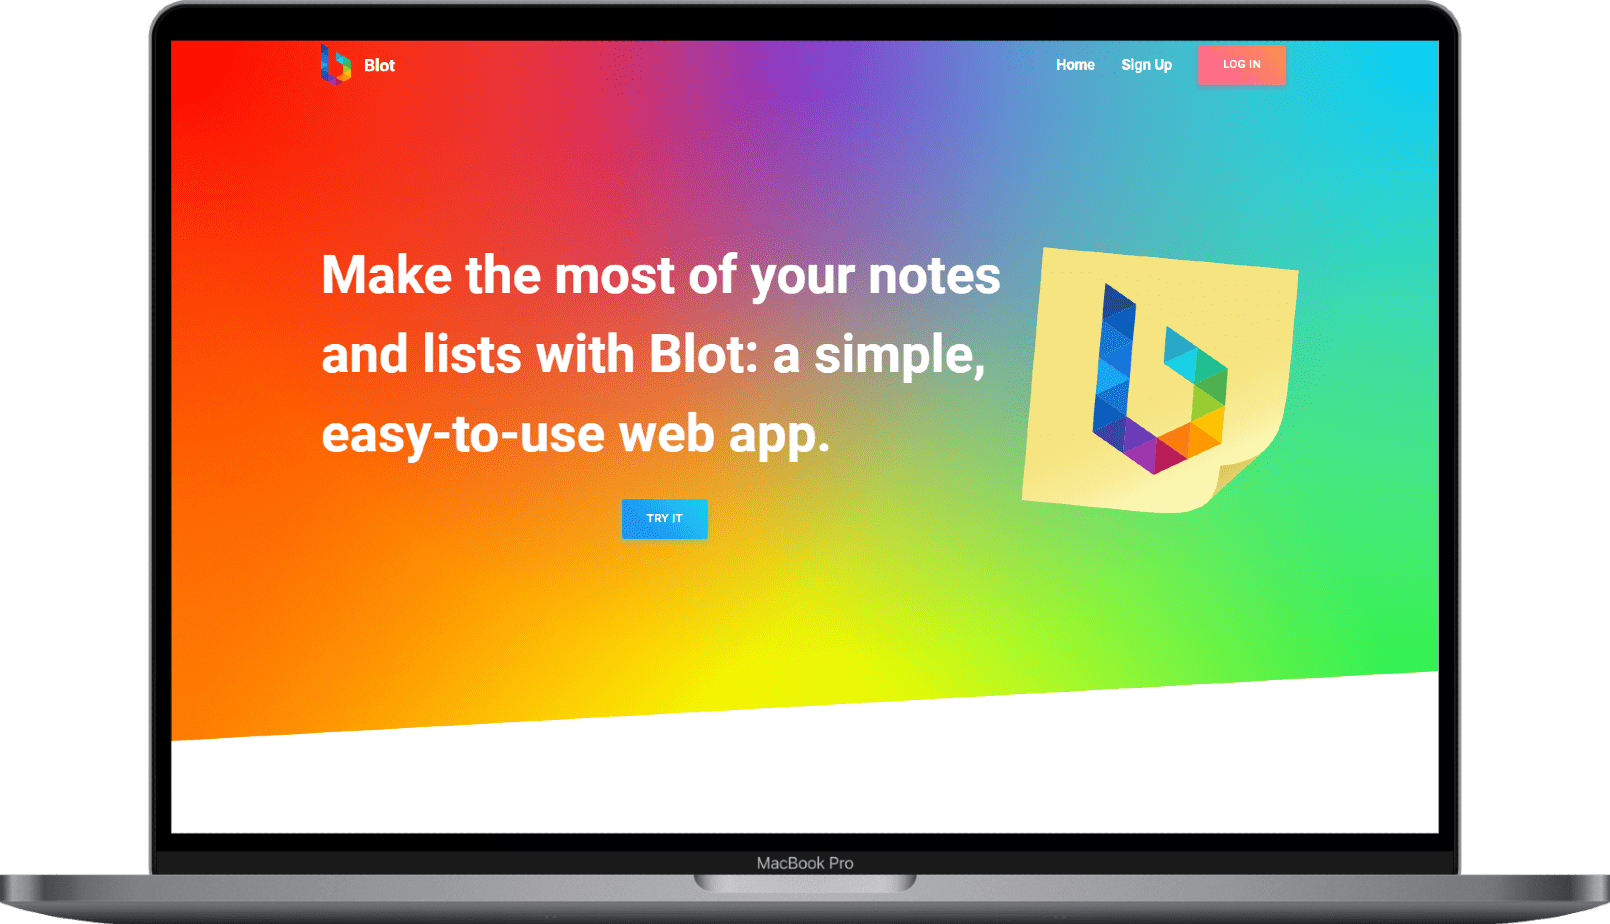 Blot
Home
Sign Up
LOG IN
Make the most of your notes
and lists with Blot: a simple,
easy-to-use web app.
TRY IT
MacBook Pro